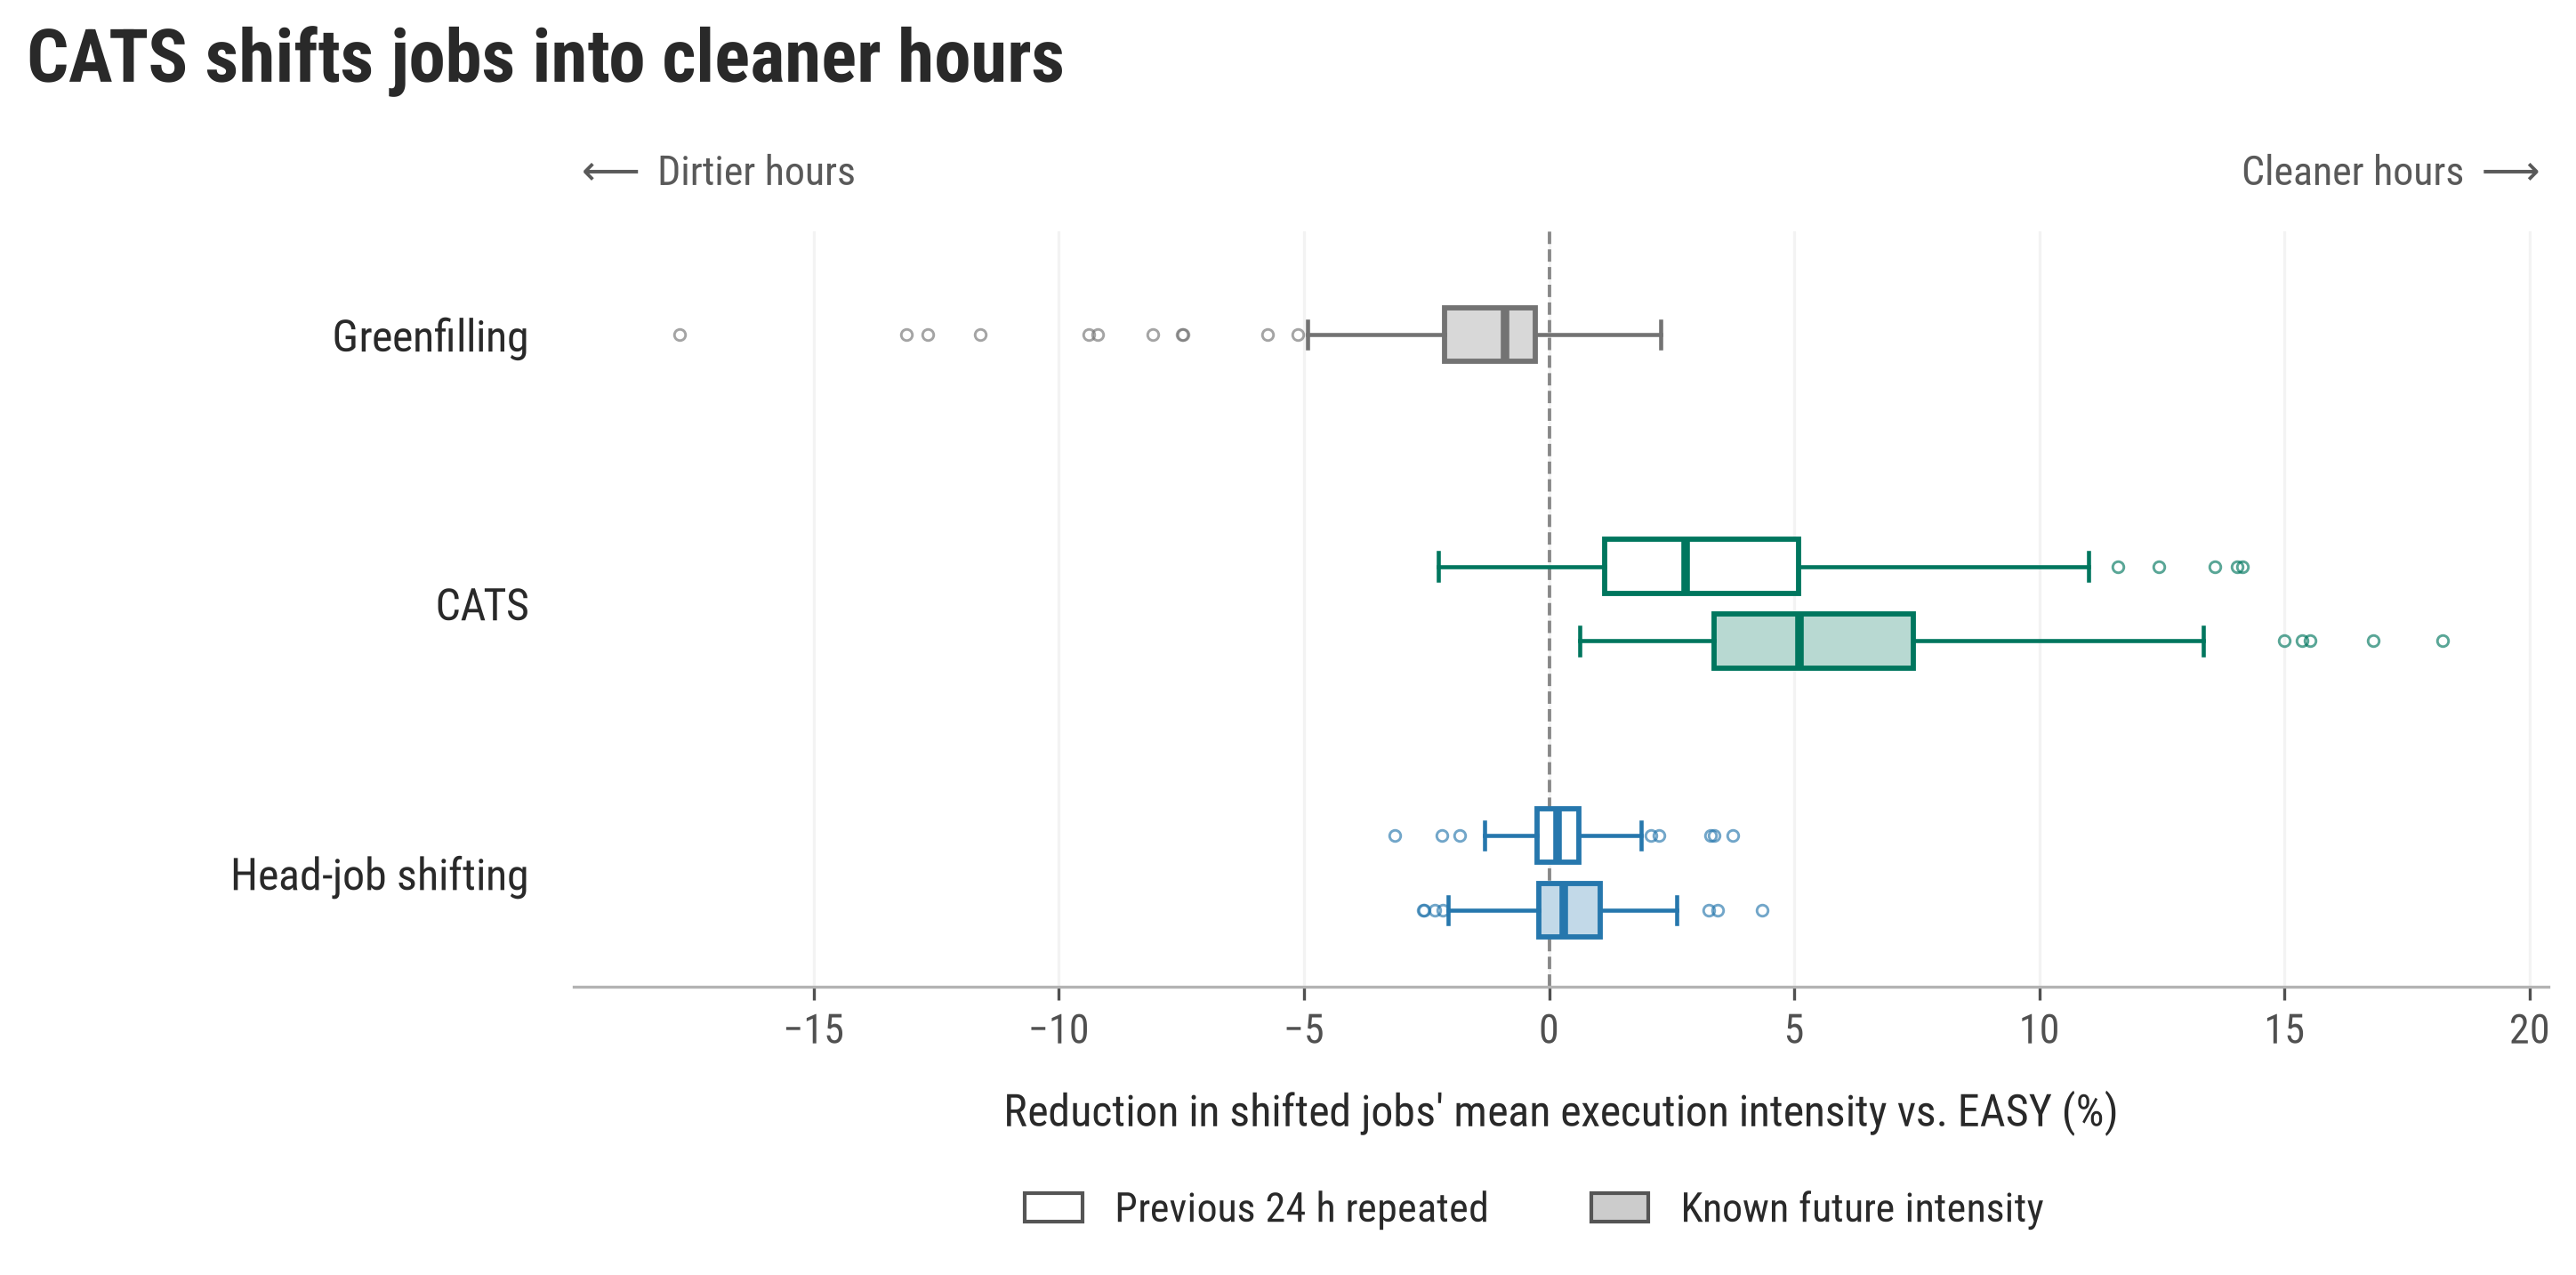 CATS shifts jobs into cleaner hours
← Dirtier hours
Cleaner hours →
Greenfilling
CATS
Head-job shifting
−15 −10 −5 0 5 10 15 20
Reduction in shifted jobs' mean execution intensity vs. EASY (%)
Previous 24 h repeated
Known future intensity